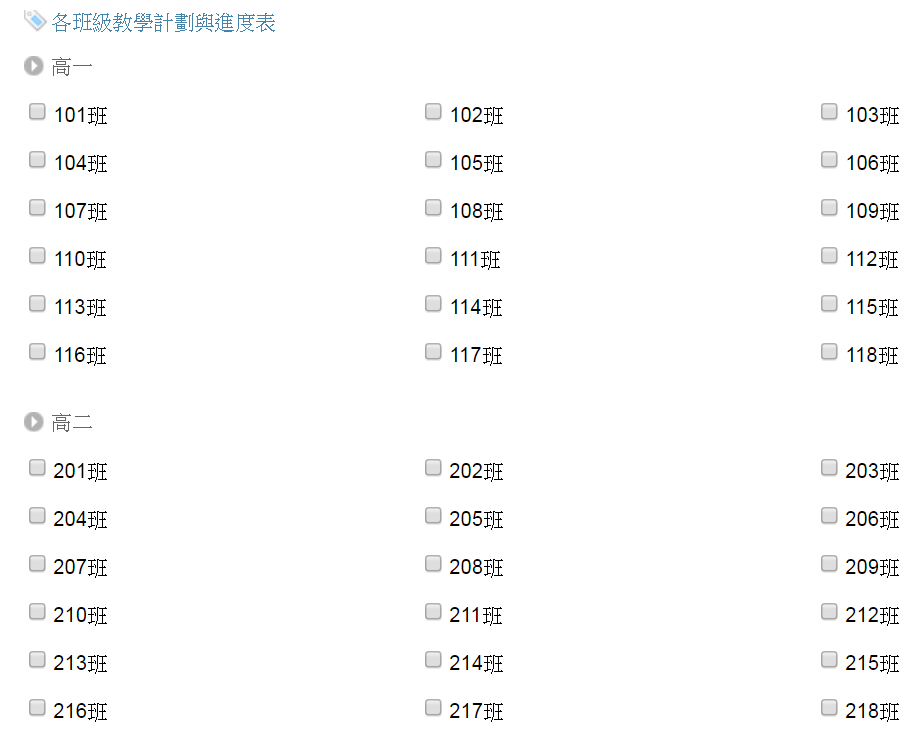 各班級教學計劃與進度表
高一
101班 102班 103班
104班 105班 106班
107班 108班 109班
110班 111班 112班
113班 114班 115班
116班 117班 118班
高二
201班 202班 203班
204班 205班 206班
207班 208班 209班
210班 211班 212班
213班 214班 215班
216班 217班 218班